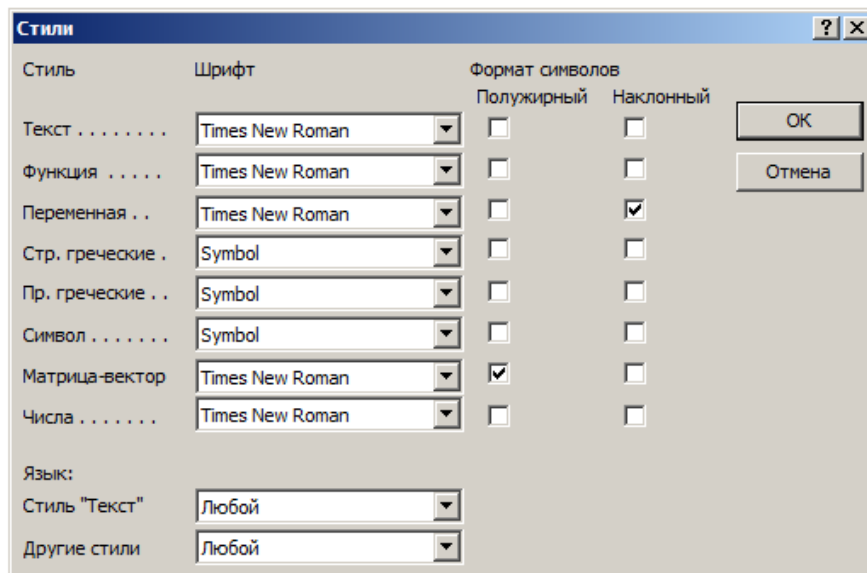 Стили
Стиль Шрифт Формат символов
Полужирный Наклонный
Текст . . . . . . . . Times New Roman ОК
Функция . . . . . Times New Roman Отмена
Переменная . . Times New Roman
Стр. греческие . Symbol
Пр. греческие . . Symbol
Символ . . . . . . . Symbol
Матрица-вектор Times New Roman
Числа . . . . . . . Times New Roman
Язык:
Стиль "Текст" Любой
Другие стили Любой